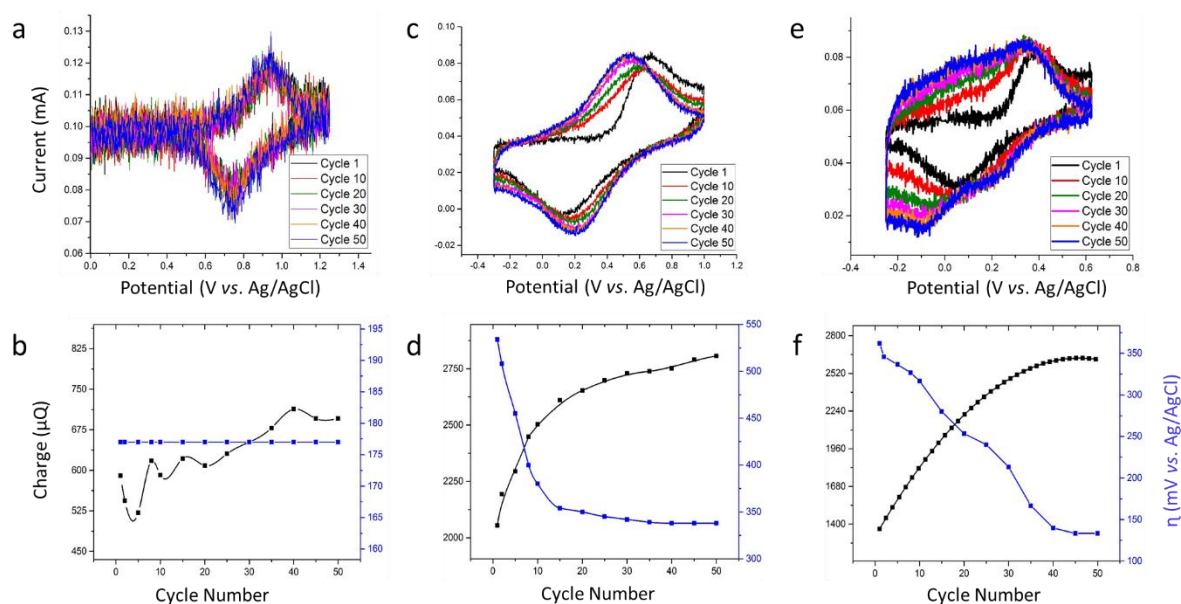 a
0.13
0.12
0.11
0.10
0.09
0.08
0.07
0.06
Current (mA)
0.0 0.2 0.4 0.6 0.8 1.0 1.2 1.4
Potential (V vs. Ag/AgCl)
Cycle 1
Cycle 10
Cycle 20
Cycle 30
Cycle 40
Cycle 50
c
0.10
0.08
0.06
0.04
0.02
0.00
-0.02
-0.4 -0.2 0.0 0.2 0.4 0.6 0.8 1.0 1.2
Potential (V vs. Ag/AgCl)
Cycle 1
Cycle 10
Cycle 20
Cycle 30
Cycle 40
Cycle 50
e
0.08
0.06
0.04
0.02
-0.4 -0.2 0.0 0.2 0.4 0.6 0.8
Potential (V vs. Ag/AgCl)
Cycle 1
Cycle 10
Cycle 20
Cycle 30
Cycle 40
Cycle 50
b
825
750
675
600
525
450
Charge (μQ)
195
190
185
180
175
170
165
160
0 10 20 30 40 50
Cycle Number
d
2750
2500
2250
2000
550
500
450
400
350
300
0 10 20 30 40 50
Cycle Number
f
2800
2520
2240
1960
1680
1400
350
300
250
200
150
100
η (mV vs. Ag/AgCl)
0 10 20 30 40 50
Cycle Number